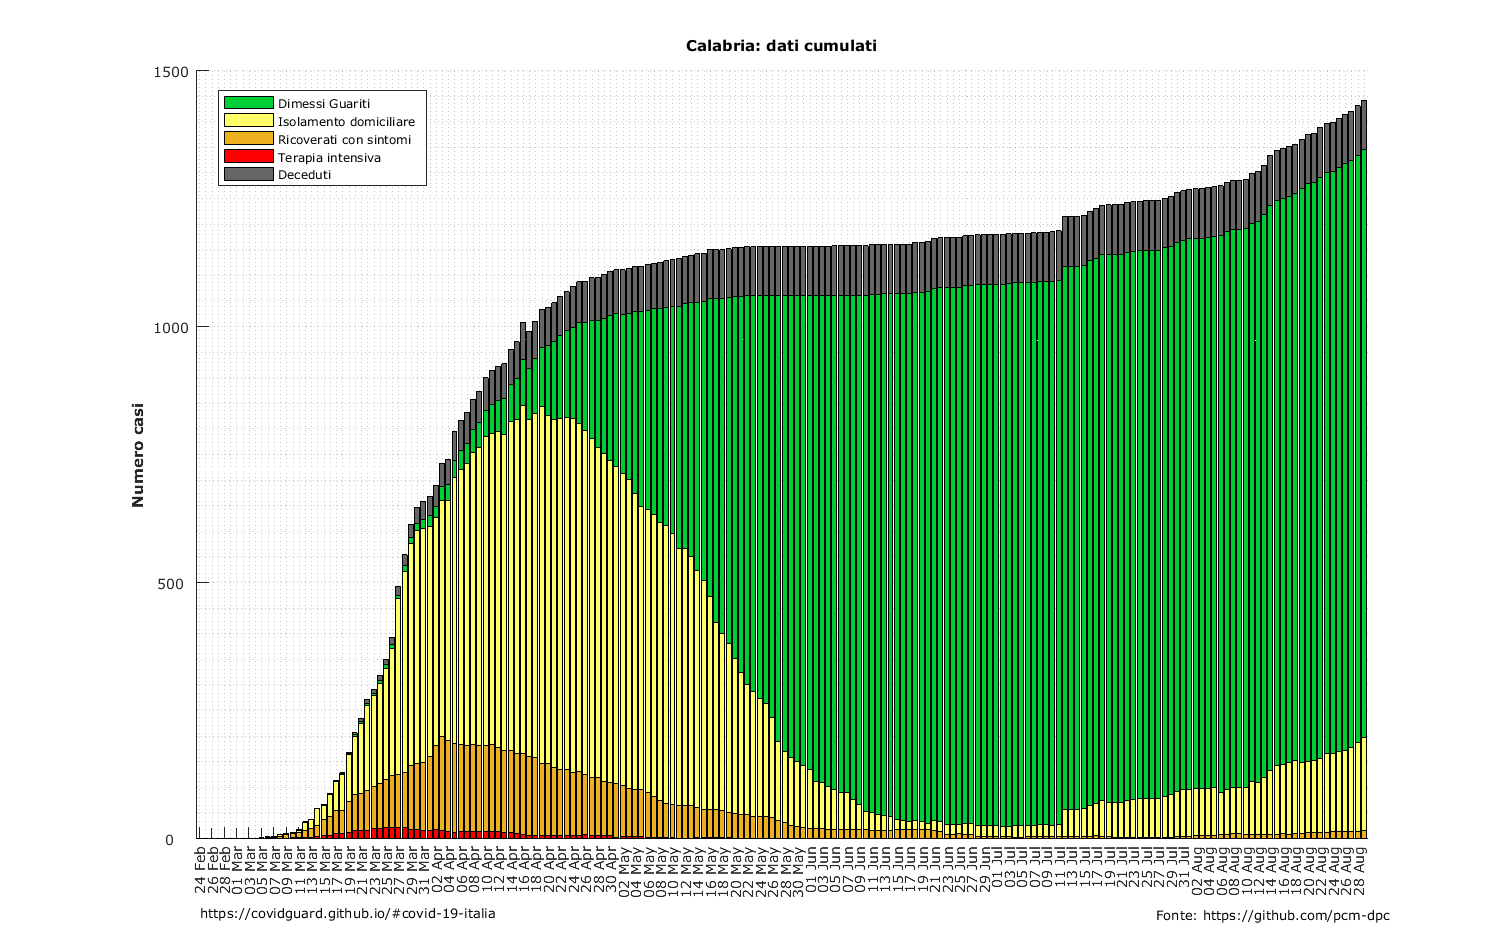 Calabria: dati cumulati
1500
1000
500
0
Numero casi
Dimessi Guariti
Isolamento domiciliare
Ricoverati con sintomi
Terapia intensiva
Deceduti
24 Feb
26 Feb
28 Feb
01 Mar
03 Mar
05 Mar
07 Mar
09 Mar
11 Mar
13 Mar
15 Mar
17 Mar
19 Mar
21 Mar
23 Mar
25 Mar
27 Mar
29 Mar
31 Mar
02 Apr
04 Apr
06 Apr
08 Apr
10 Apr
12 Apr
14 Apr
16 Apr
18 Apr
20 Apr
22 Apr
24 Apr
26 Apr
28 Apr
30 Apr
02 May
04 May
06 May
08 May
10 May
12 May
14 May
16 May
18 May
20 May
22 May
24 May
26 May
28 May
30 May
01 Jun
03 Jun
05 Jun
07 Jun
09 Jun
11 Jun
13 Jun
15 Jun
17 Jun
19 Jun
21 Jun
23 Jun
25 Jun
27 Jun
29 Jun
01 Jul
03 Jul
05 Jul
07 Jul
09 Jul
11 Jul
13 Jul
15 Jul
17 Jul
19 Jul
21 Jul
23 Jul
25 Jul
27 Jul
29 Jul
31 Jul
02 Aug
04 Aug
06 Aug
08 Aug
10 Aug
12 Aug
14 Aug
16 Aug
18 Aug
20 Aug
22 Aug
24 Aug
26 Aug
28 Aug
https://covidguard.github.io/#covid-19-italia
Fonte: https://github.com/pcm-dpc